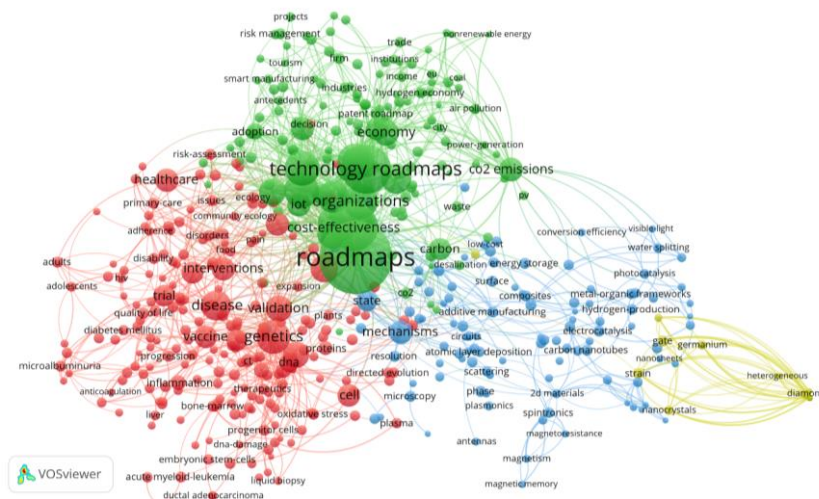 projects
risk management
trade
nonrenewable energy
institutions
firm
tourism
income
eu
coal
smart manufacturing
industries
hydrogen economy
antecedents
patent roadmap
air pollution
decision
city
adoption
economy
power-generation
risk-assessment
technology roadmaps
co2 emissions
healthcare
ecology
pv
primary-care
issues
iot
organizations
waste
community ecology
adherence
disorders
pain
cost-effectiveness
conversion efficiency
visible light
food
carbon
low-cost
water splitting
adults
disability
roadmaps
desalination
energy storage
interventions
photocatalysis
adolescents
hiv
expansion
surface
trial
co2
composites
metal-organic frameworks
quality of life
disease
validation
state
additive manufacturing
hydrogen-production
diabetes mellitus
plants
mechanisms
circuits
electrocatalysis
vaccine
genetics
gate
germanium
proteins
resolution
atomic layer deposition
carbon nanotubes
nanosheets
microalbuminuria
progression
ct
dna
directed evolution
scattering
strain
heterogeneous
inflammation
therapeutics
anticoagulation
cell
microscopy
phase
2d materials
diamond
liver
bone-marrow
oxidative stress
plasmonics
spintronics
nanocrystals
progenitor cells
plasma
dna-damage
antennas
magnetoresistance
embryonic stem-cells
magnetism
acute myeloid-leukemia
liquid biopsy
magnetic memory
ductal adenocarcinoma
VOSviewer